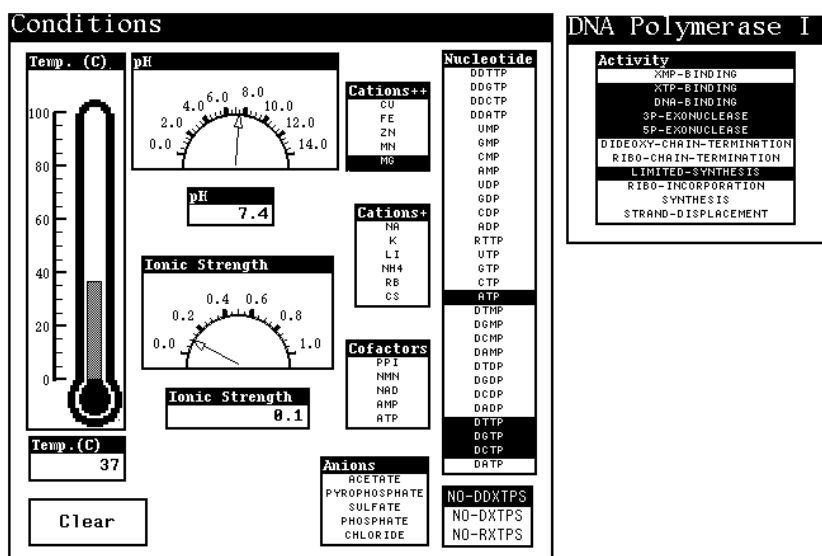 Conditions
Temp. (C)
100
80
60
40
20
0
Temp.(C)
37
Clear
pH
0.0 2.0 4.0 6.0 8.0 10.0 12.0 14.0
pH
7.4
Ionic Strength
0.0 0.2 0.4 0.6 0.8 1.0
Ionic Strength
0.1
Cations++
CU
FE
ZN
MN
MG
Cations+
NA
K
LI
NH4
RB
CS
Cofactors
PPI
NMN
NAD
AMP
ATP
Anions
ACETATE
PYROPHOSPHATE
SULFATE
PHOSPHATE
CHLORIDE
Nucleotide
DDTTP
DDGTP
DDCTP
DDATP
UMP
GMP
CMP
AMP
UDP
GDP
CDP
ADP
RTTP
UTP
GTP
CTP
ATP
DTMP
DGMP
DCMP
DAMP
DTDP
DGDP
DCDP
DADP
DTTP
DGTP
DCTP
DATP
NO-DDXTPS
NO-DXTPS
NO-RXTPS
DNA Polymerase I
Activity
XMP-BINDING
XTP-BINDING
DNA-BINDING
3P-EXONUCLEASE
5P-EXONUCLEASE
DIDEOXY-CHAIN-TERMINATION
RIBO-CHAIN-TERMINATION
LIMITED-SYNTHESIS
RIBO-INCORPORATION
SYNTHESIS
STRAND-DISPLACEMENT